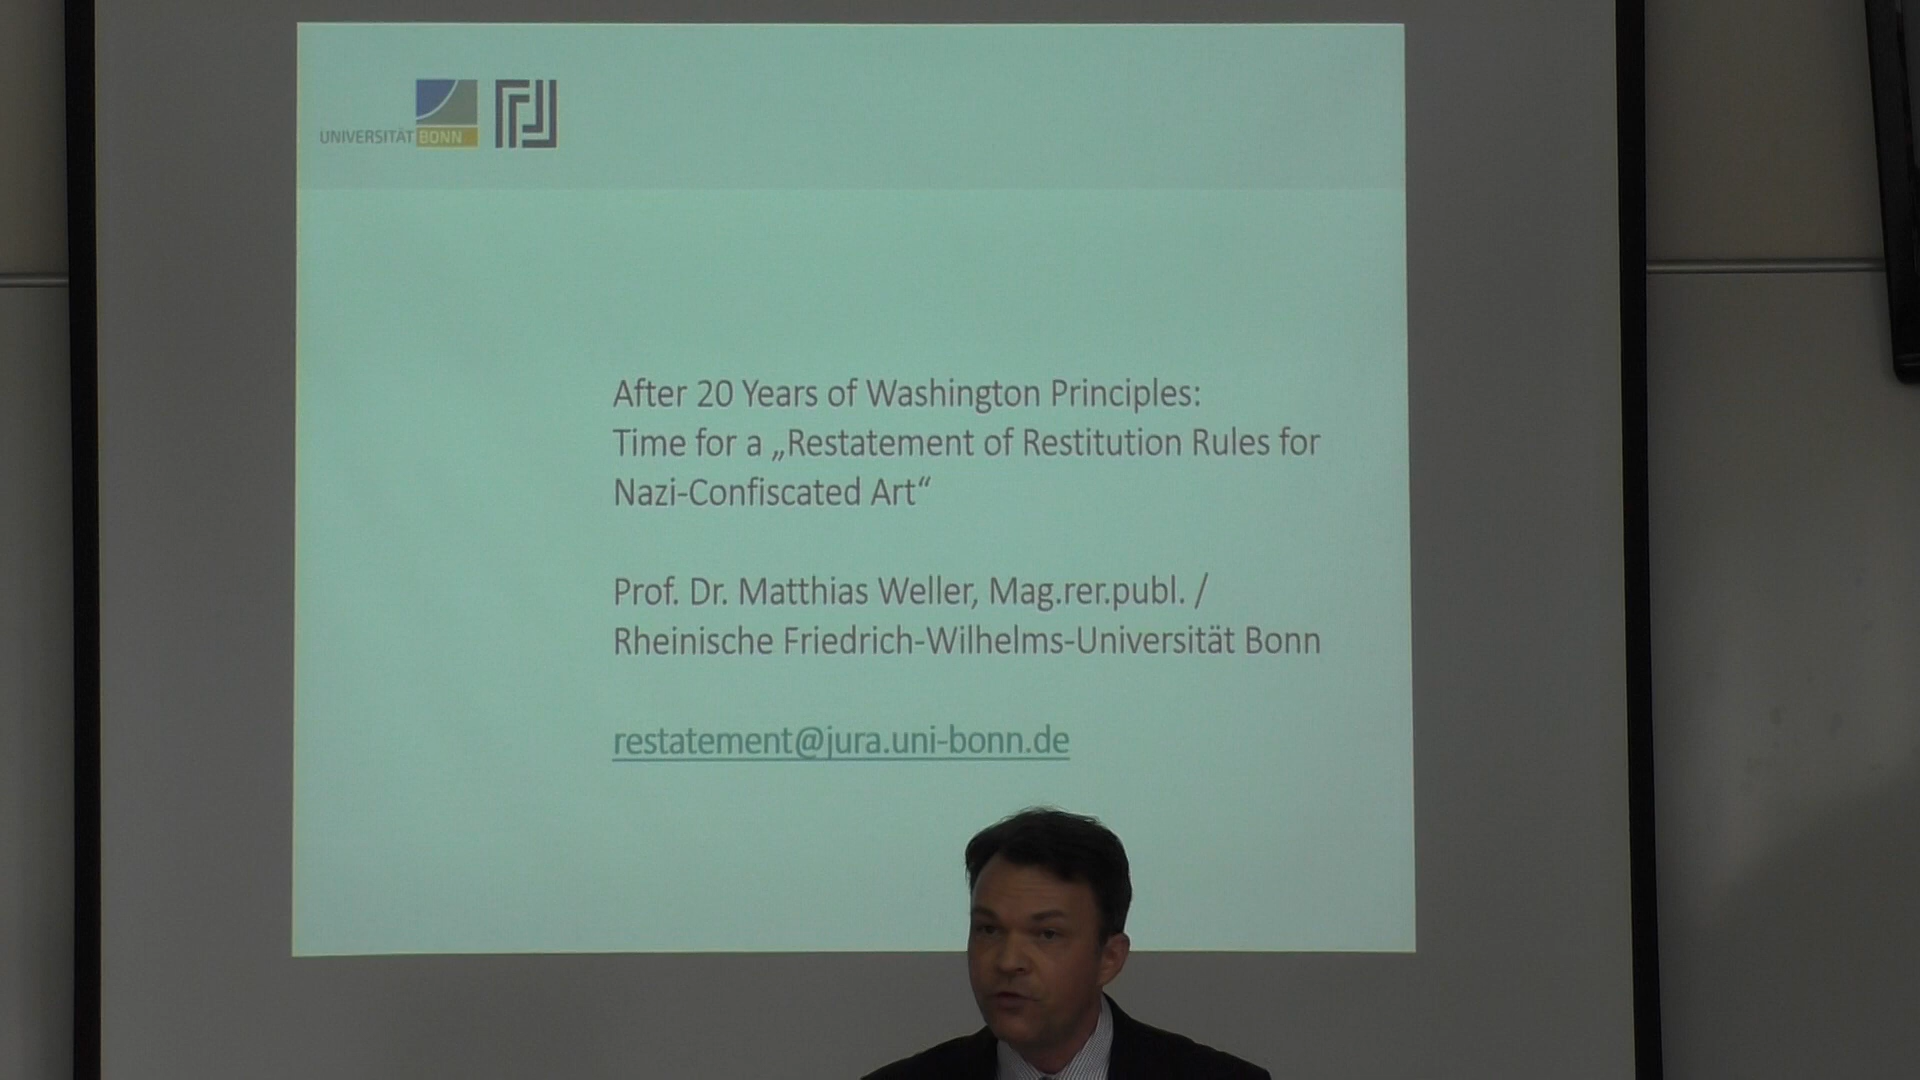 UNIVERSITÄT BONN
After 20 Years of Washington Principles:
Time for a „Restatement of Restitution Rules for
Nazi-Confiscated Art“
Prof. Dr. Matthias Weller, Mag.rer.publ. /
Rheinische Friedrich-Wilhelms-Universität Bonn
restatement@jura.uni-bonn.de